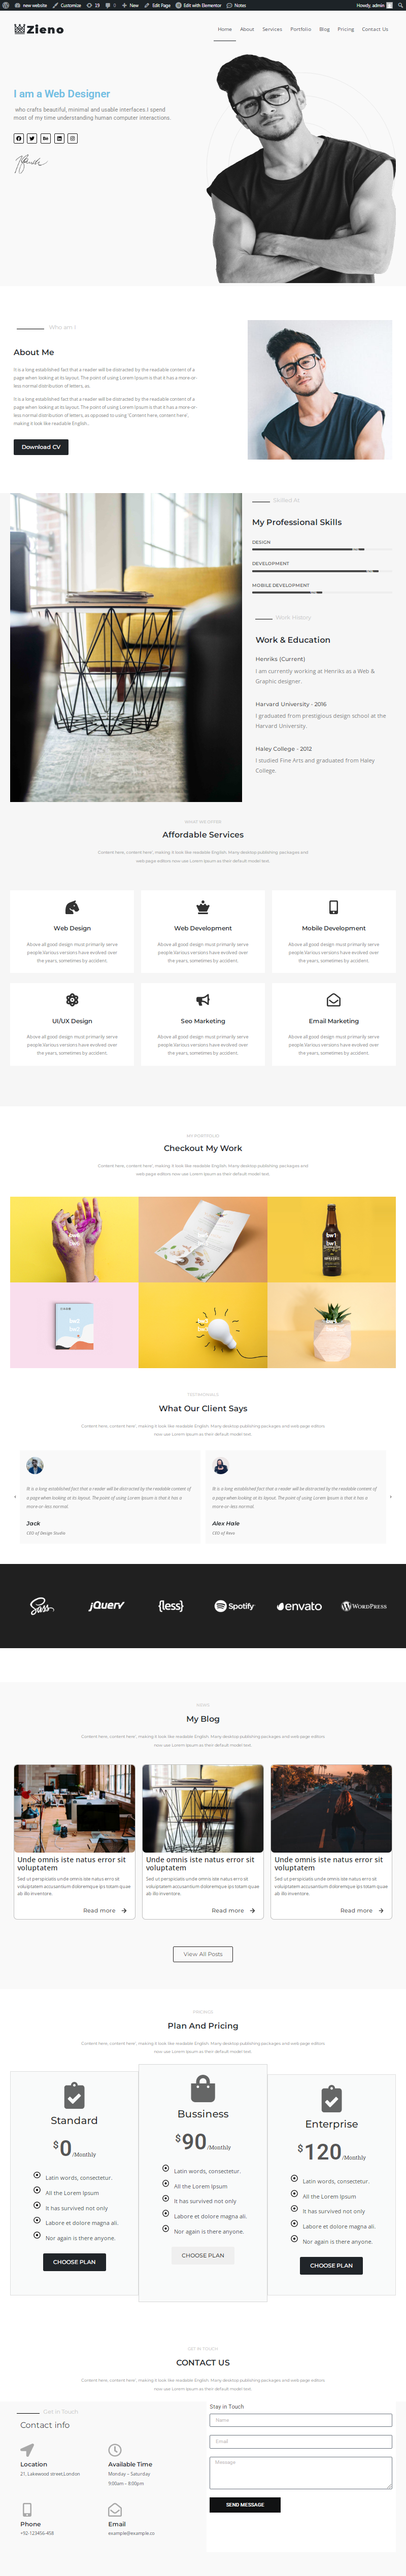 new website
Customize
18
0
New
Edit Page
Edit with Elementor
Notes
Howdy, admin
Zieno
Home
About
Services
Portfolio
Blog
Pricing
Contact Us
I am a Web Designer
who crafts beautiful, minimal and usable interfaces.I spend
most of my time understanding human computer interactions.
Who am I
About Me
It is a long established fact that a reader will be distracted by the readable content of a
page when looking at its layout. The point of using Lorem Ipsum is that it has a more-or-
less normal distribution of letters, as
It is a long established fact that a reader will be distracted by the readable content of a
page when looking at its layout. The point of using Lorem Ipsum is that it has a more-or-
less normal distribution of letters, as opposed to using 'Content here, content here',
making it look like readable English..
Download CV
Skilled At
My Professional Skills
DESIGN
DEVELOPMENT
MOBILE DEVELOPMENT
Work History
Work & Education
Henriks (Current)
I am currently working at Henriks as a Web &
Graphic designer.
Harvard University - 2016
I graduated from prestigious design school at the
Harvard University.
Haley College - 2012
I studied Fine Arts and graduated from Haley
College.
WHAT WE OFFER
Affordable Services
Content here, content here', making it look like readable English. Many desktop publishing packages and
web page editors now use Lorem Ipsum as their default model text.
Web Design
Above all good design must primarily serve
people.Various versions have evolved over
the years, sometimes by accident.
Web Development
Above all good design must primarily serve
people.Various versions have evolved over
the years, sometimes by accident.
Mobile Development
Above all good design must primarily serve
people.Various versions have evolved over
the years, sometimes by accident.
UI/UX Design
Above all good design must primarily serve
people.Various versions have evolved over
the years, sometimes by accident.
Seo Marketing
Above all good design must primarily serve
people.Various versions have evolved over
the years, sometimes by accident.
Email Marketing
Above all good design must primarily serve
people.Various versions have evolved over
the years, sometimes by accident.
MY PORTFOLIO
Checkout My Work
Content here, content here', making it look like readable English. Many desktop publishing packages and
web page editors now use Lorem Ipsum as their default model text.
TESTIMONIALS
What Our Client Says
Content here, content here', making it look like readable English. Many desktop publishing packages and web page editors
now use Lorem Ipsum as their default model text.
It is a long established fact that a reader will be distracted by the readable content of
a page when looking at its layout. The point of using Lorem Ipsum is that it has a
more-or-less normal
Jack
CEO of Design Studio
It is a long established fact that a reader will be distracted by the readable content of
a page when looking at its layout. The point of using Lorem Ipsum is that it has a
more-or-less normal
Alex Hale
CEO of Rexo
Sass
jQuery
{less}
Spotify
envato
WordPress
NEWS
My Blog
Content here, content here', making it look like readable English. Many desktop publishing packages and web page editors
now use Lorem Ipsum as their default model text.
Unde omnis iste natus error sit
voluptatem
Sed ut perspiciatis unde omnis iste natus error sit
voluptatem accusantium doloremque ips totam quae
ab illo inventore.
Read more
Unde omnis iste natus error sit
voluptatem
Sed ut perspiciatis unde omnis iste natus error sit
voluptatem accusantium doloremque ips totam quae
ab illo inventore.
Read more
Unde omnis iste natus error sit
voluptatem
Sed ut perspiciatis unde omnis iste natus error sit
voluptatem accusantium doloremque ips totam quae
ab illo inventore.
Read more
View All Posts
Plan And Pricing
Content here, content here', making it look like readable English. Many desktop publishing packages and web page editors
now use Lorem Ipsum as their default model text.
Standard
$0/Monthly
Latin words, consectetur.
All the Lorem Ipsum
It has survived not only
Labore et dolore magna ali.
Nor again is there anyone.
CHOOSE PLAN
Bussiness
$90/Monthly
Latin words, consectetur.
All the Lorem Ipsum
It has survived not only
Labore et dolore magna ali.
Nor again is there anyone.
CHOOSE PLAN
Enterprise
$120/Monthly
Latin words, consectetur.
All the Lorem Ipsum
It has survived not only
Labore et dolore magna ali.
Nor again is there anyone.
CHOOSE PLAN
GET IN TOUCH
CONTACT US
Content here, content here', making it look like readable English. Many desktop publishing packages and web page editors
now use Lorem Ipsum as their default model text.
Get In Touch
Contact info
Location
21, Lakewood street,London
Available Time
Monday – Saturday
9:00am – 8:00pm
Phone
+92-123456-458
Email
example@example.co
Stay in Touch
Name
Email
Message
SEND MESSAGE